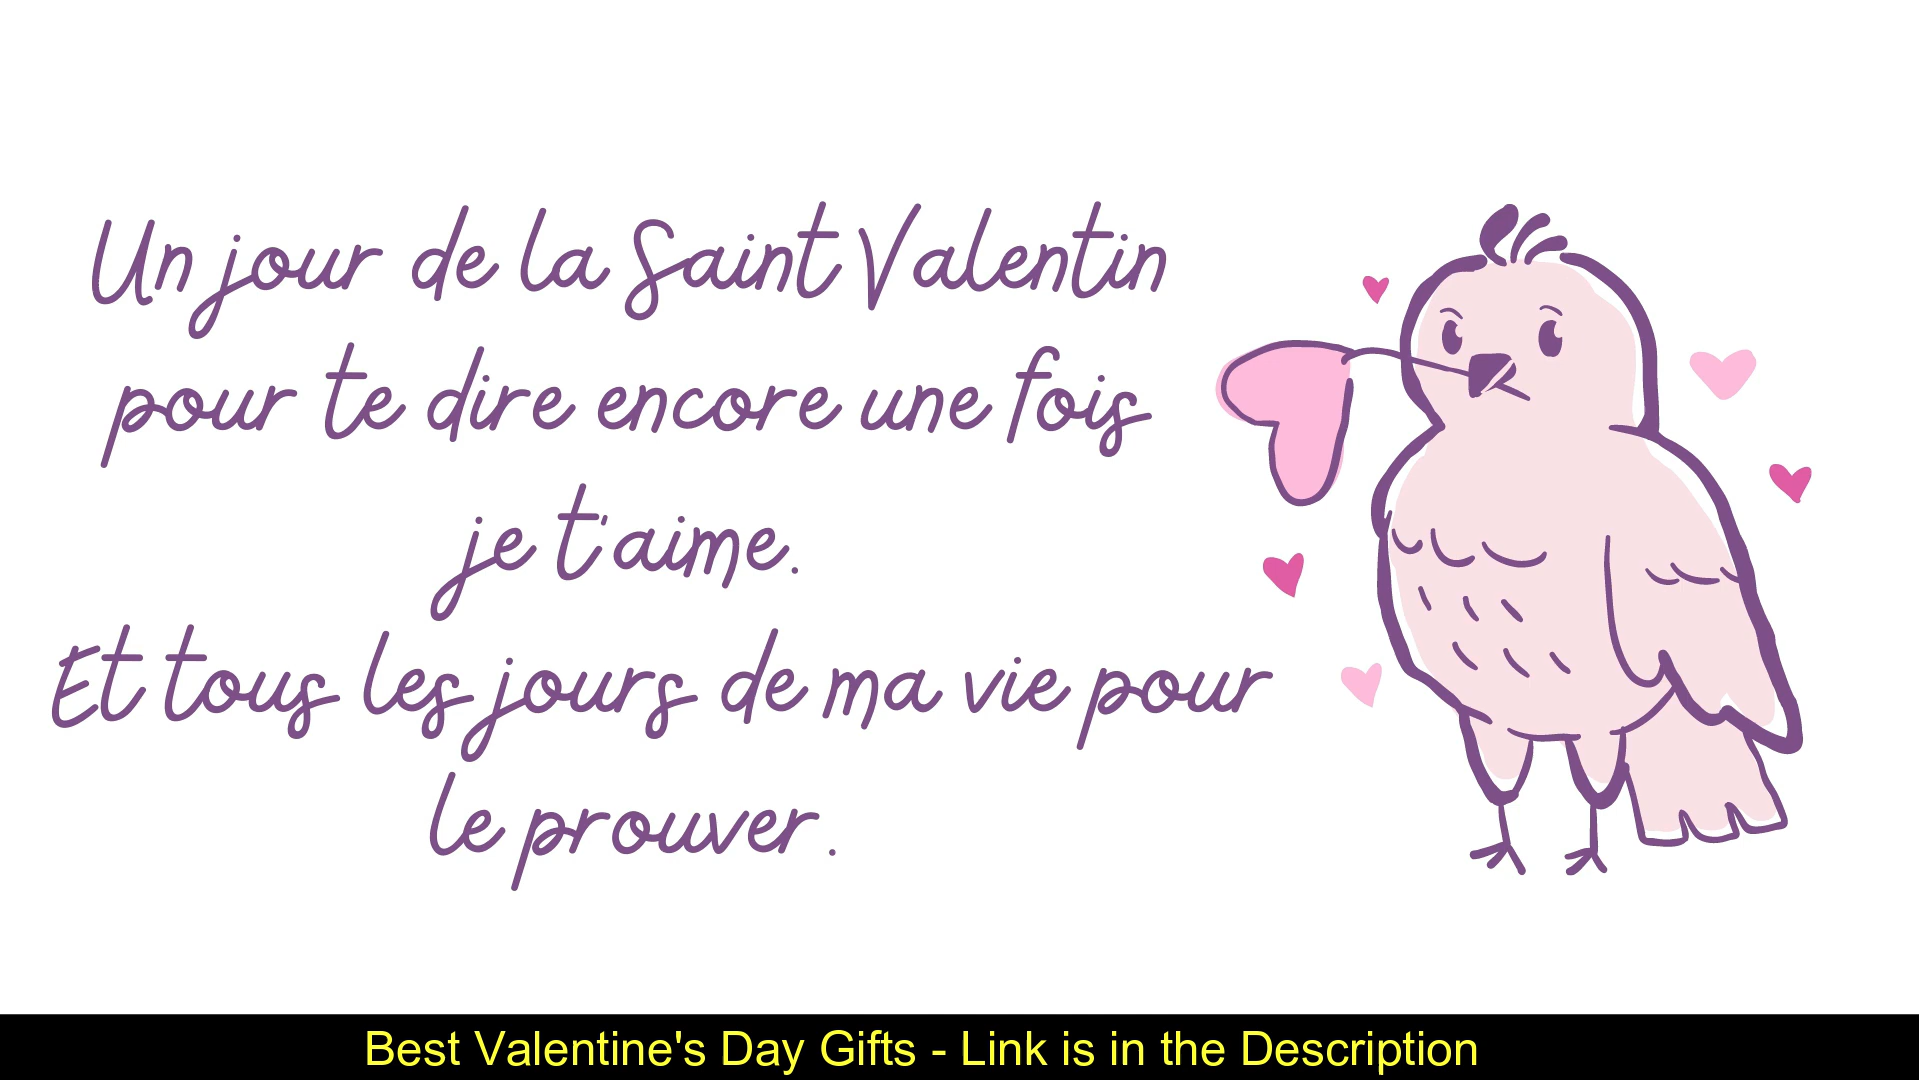 Un jour de la Saint Valentin
pour te dire encore une fois
je t'aime.
Et tous les jours de ma vie pour
le prouver.
Best Valentine's Day Gifts - Link is in the Description